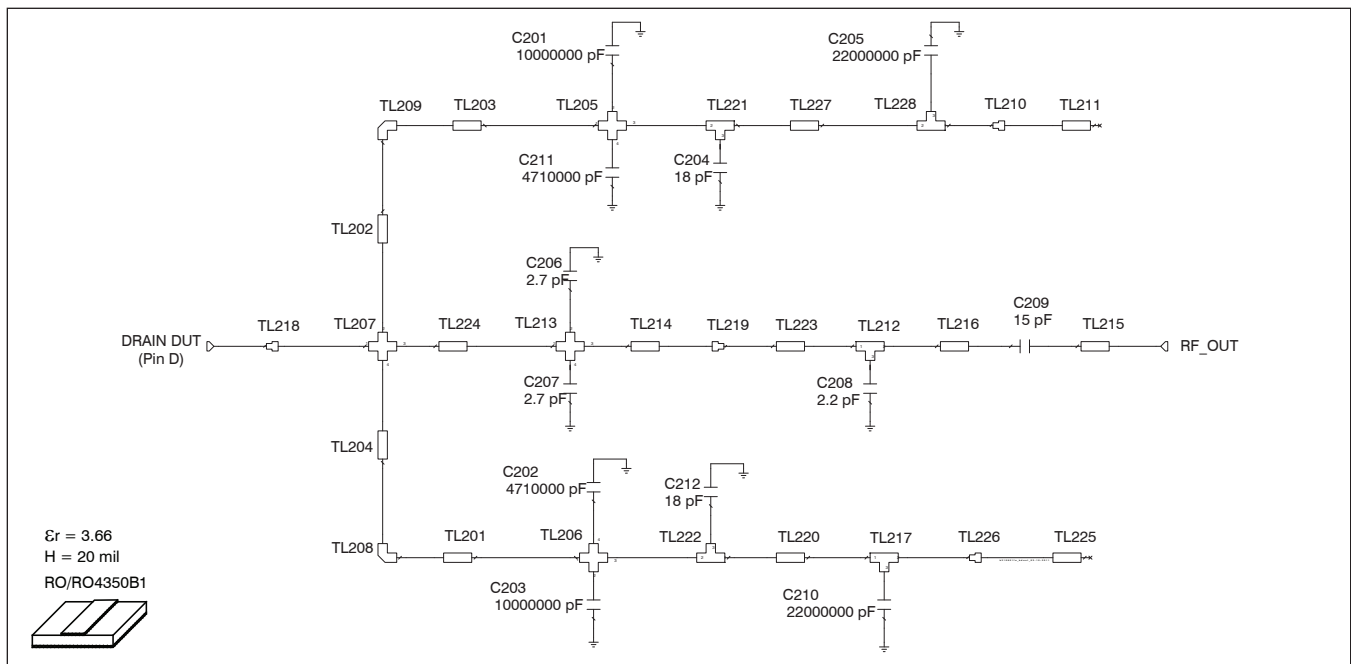 C201
10000000 pF
C205
22000000 pF
TL209
TL203
TL205
TL221
TL227
TL228
TL210
TL211
C211
4710000 pF
C204
18 pF
TL202
C206
2.7 pF
DRAIN DUT
(Pin D)
TL218
TL207
TL224
TL213
TL214
TL219
TL223
TL212
TL216
C209
15 pF
TL215
RF_OUT
C207
2.7 pF
C208
2.2 pF
TL204
C202
4710000 pF
C212
18 pF
TL208
TL201
TL206
TL222
TL220
TL217
TL226
TL225
C203
10000000 pF
C210
22000000 pF
Ɛr = 3.66
H = 20 mil
RO/RO4350B1